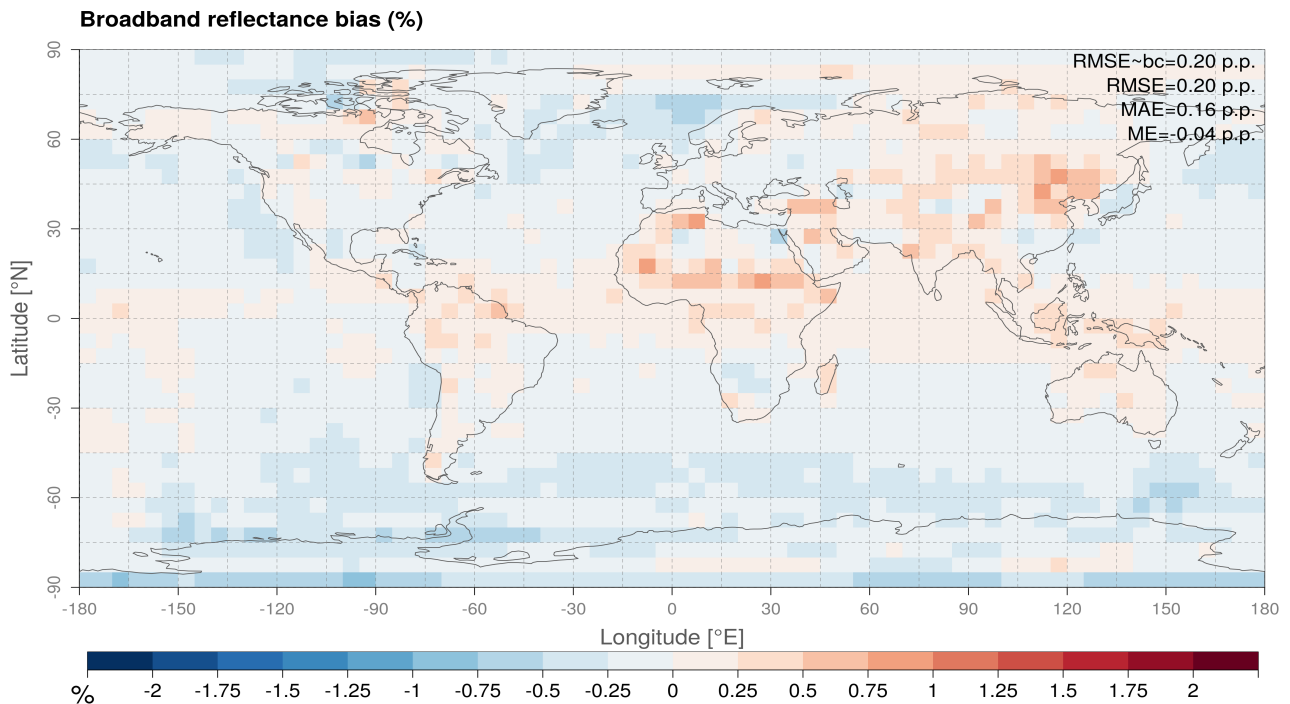 Broadband reflectance bias (%)
RMSE~bc=0.20 p.p.
RMSE=0.20 p.p.
MAE=0.16 p.p.
ME=-0.04 p.p.
90
60
30
0
-30
-60
-90
Latitude [°N]
-180 -150 -120 -90 -60 -30 0 30 60 90 120 150 180
Longitude [°E]
% -2 -1.75 -1.5 -1.25 -1 -0.75 -0.5 -0.25 0 0.25 0.5 0.75 1 1.25 1.5 1.75 2